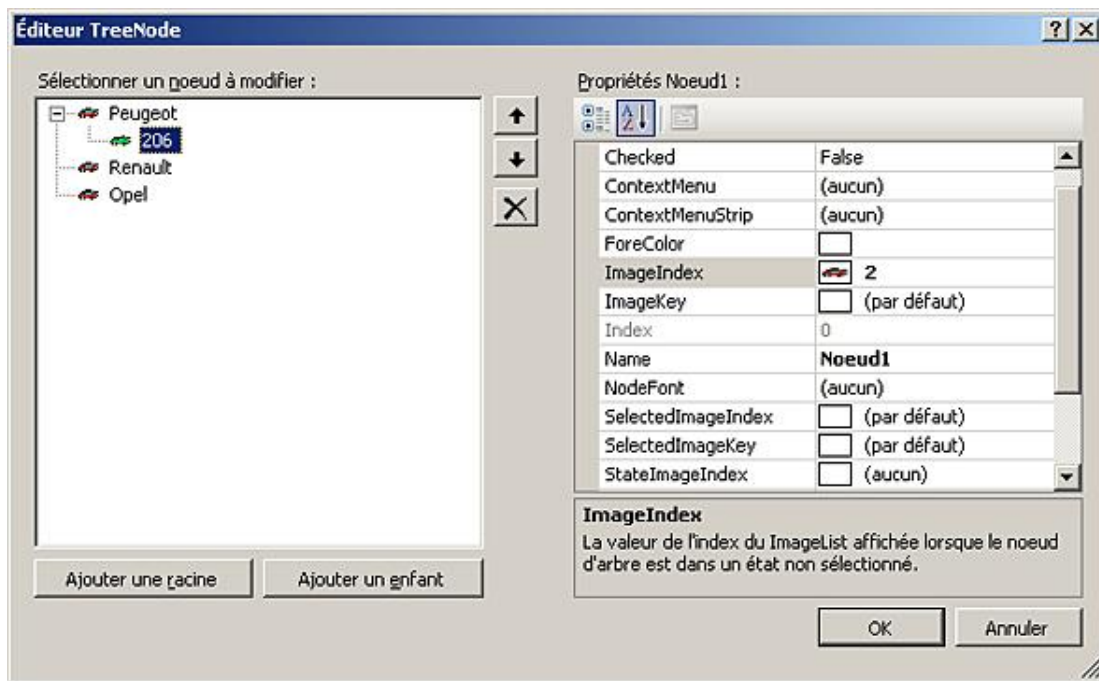 Éditeur TreeNode
Sélectionner un noeud à modifier :
Peugeot
206
Renault
Opel
Ajouter une racine
Ajouter un enfant
Propriétés Noeud1 :
Checked False
ContextMenu (aucun)
ContextMenuStrip (aucun)
ForeColor
ImageIndex 2
ImageKey (par défaut)
Index 0
Name Noeud1
NodeFont (aucun)
SelectedImageIndex (par défaut)
SelectedImageKey (par défaut)
StateImageIndex (aucun)
ImageIndex
La valeur de l'index du ImageList affichée lorsque le noeud
d'arbre est dans un état non sélectionné.
OK Annuler